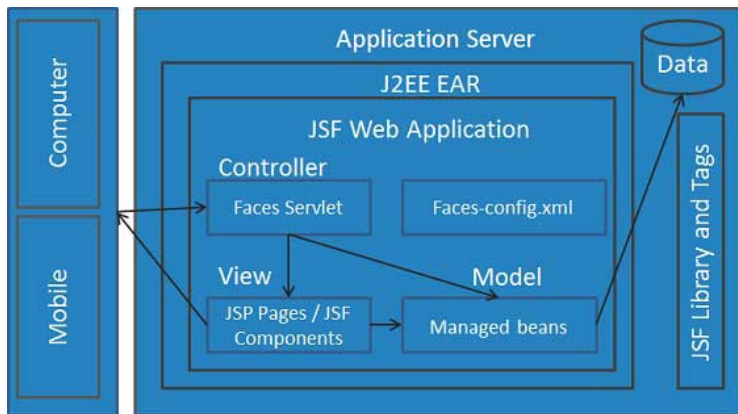 Computer
Mobile
Application Server
J2EE EAR
JSF Web Application
Controller
Faces Servlet
Faces-config.xml
View
Model
JSP Pages / JSF
Components
Managed beans
Data
JSF Library and Tags